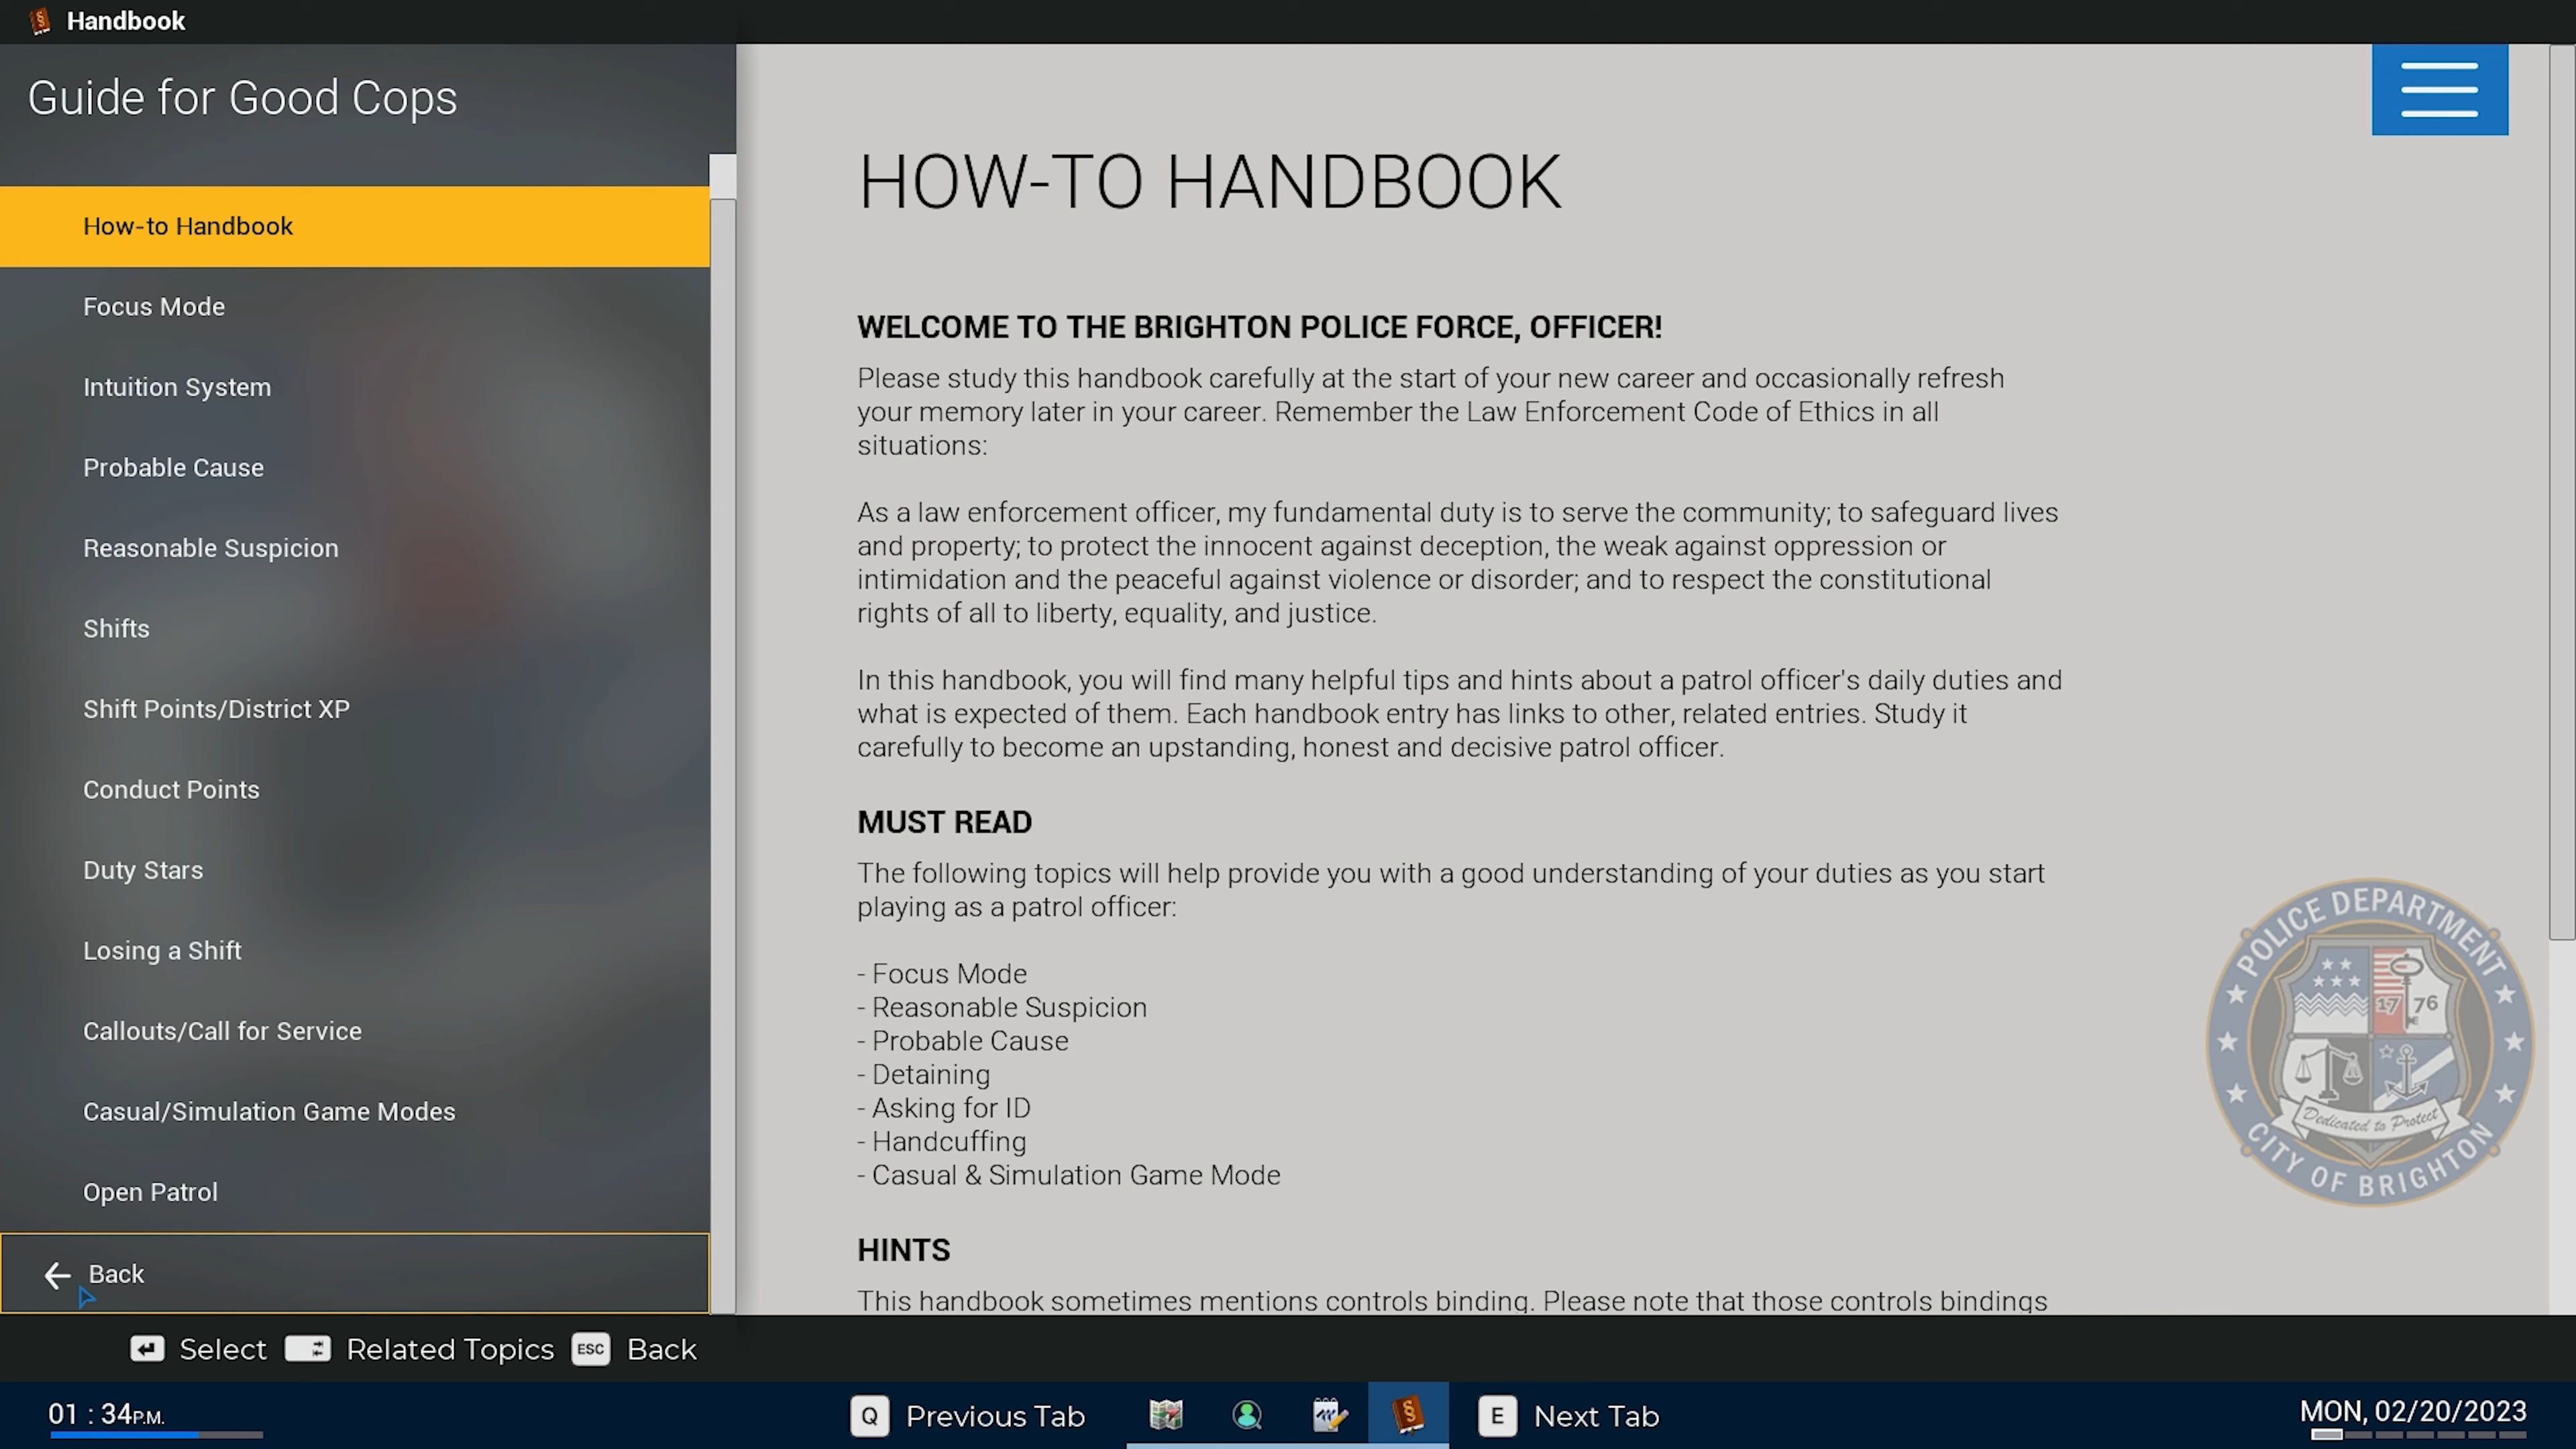 Handbook
Guide for Good Cops
How-to Handbook
Focus Mode
Intuition System
Probable Cause
Reasonable Suspicion
Shifts
Shift Points/District XP
Conduct Points
Duty Stars
Losing a Shift
Callouts/Call for Service
Casual/Simulation Game Modes
Open Patrol
Back
HOW-TO HANDBOOK
WELCOME TO THE BRIGHTON POLICE FORCE, OFFICER!
Please study this handbook carefully at the start of your new career and occasionally refresh
your memory later in your career. Remember the Law Enforcement Code of Ethics in all
situations:
As a law enforcement officer, my fundamental duty is to serve the community; to safeguard lives
and property; to protect the innocent against deception, the weak against oppression or
intimidation and the peaceful against violence or disorder; and to respect the constitutional
rights of all to liberty, equality, and justice.
In this handbook, you will find many helpful tips and hints about a patrol officer's daily duties and
what is expected of them. Each handbook entry has links to other, related entries. Study it
carefully to become an upstanding, honest and decisive patrol officer.
MUST READ
The following topics will help provide you with a good understanding of your duties as you start
playing as a patrol officer:
- Focus Mode
- Reasonable Suspicion
- Probable Cause
- Detaining
- Asking for ID
- Handcuffing
- Casual & Simulation Game Mode
HINTS
This handbook sometimes mentions controls binding. Please note that those controls bindings
POLICE DEPARTMENT
17 76
Dedicated to Protect
CITY OF BRIGHTON
Select
Related Topics
ESC Back
01 : 34 P.M.
Q Previous Tab
E Next Tab
MON, 02/20/2023